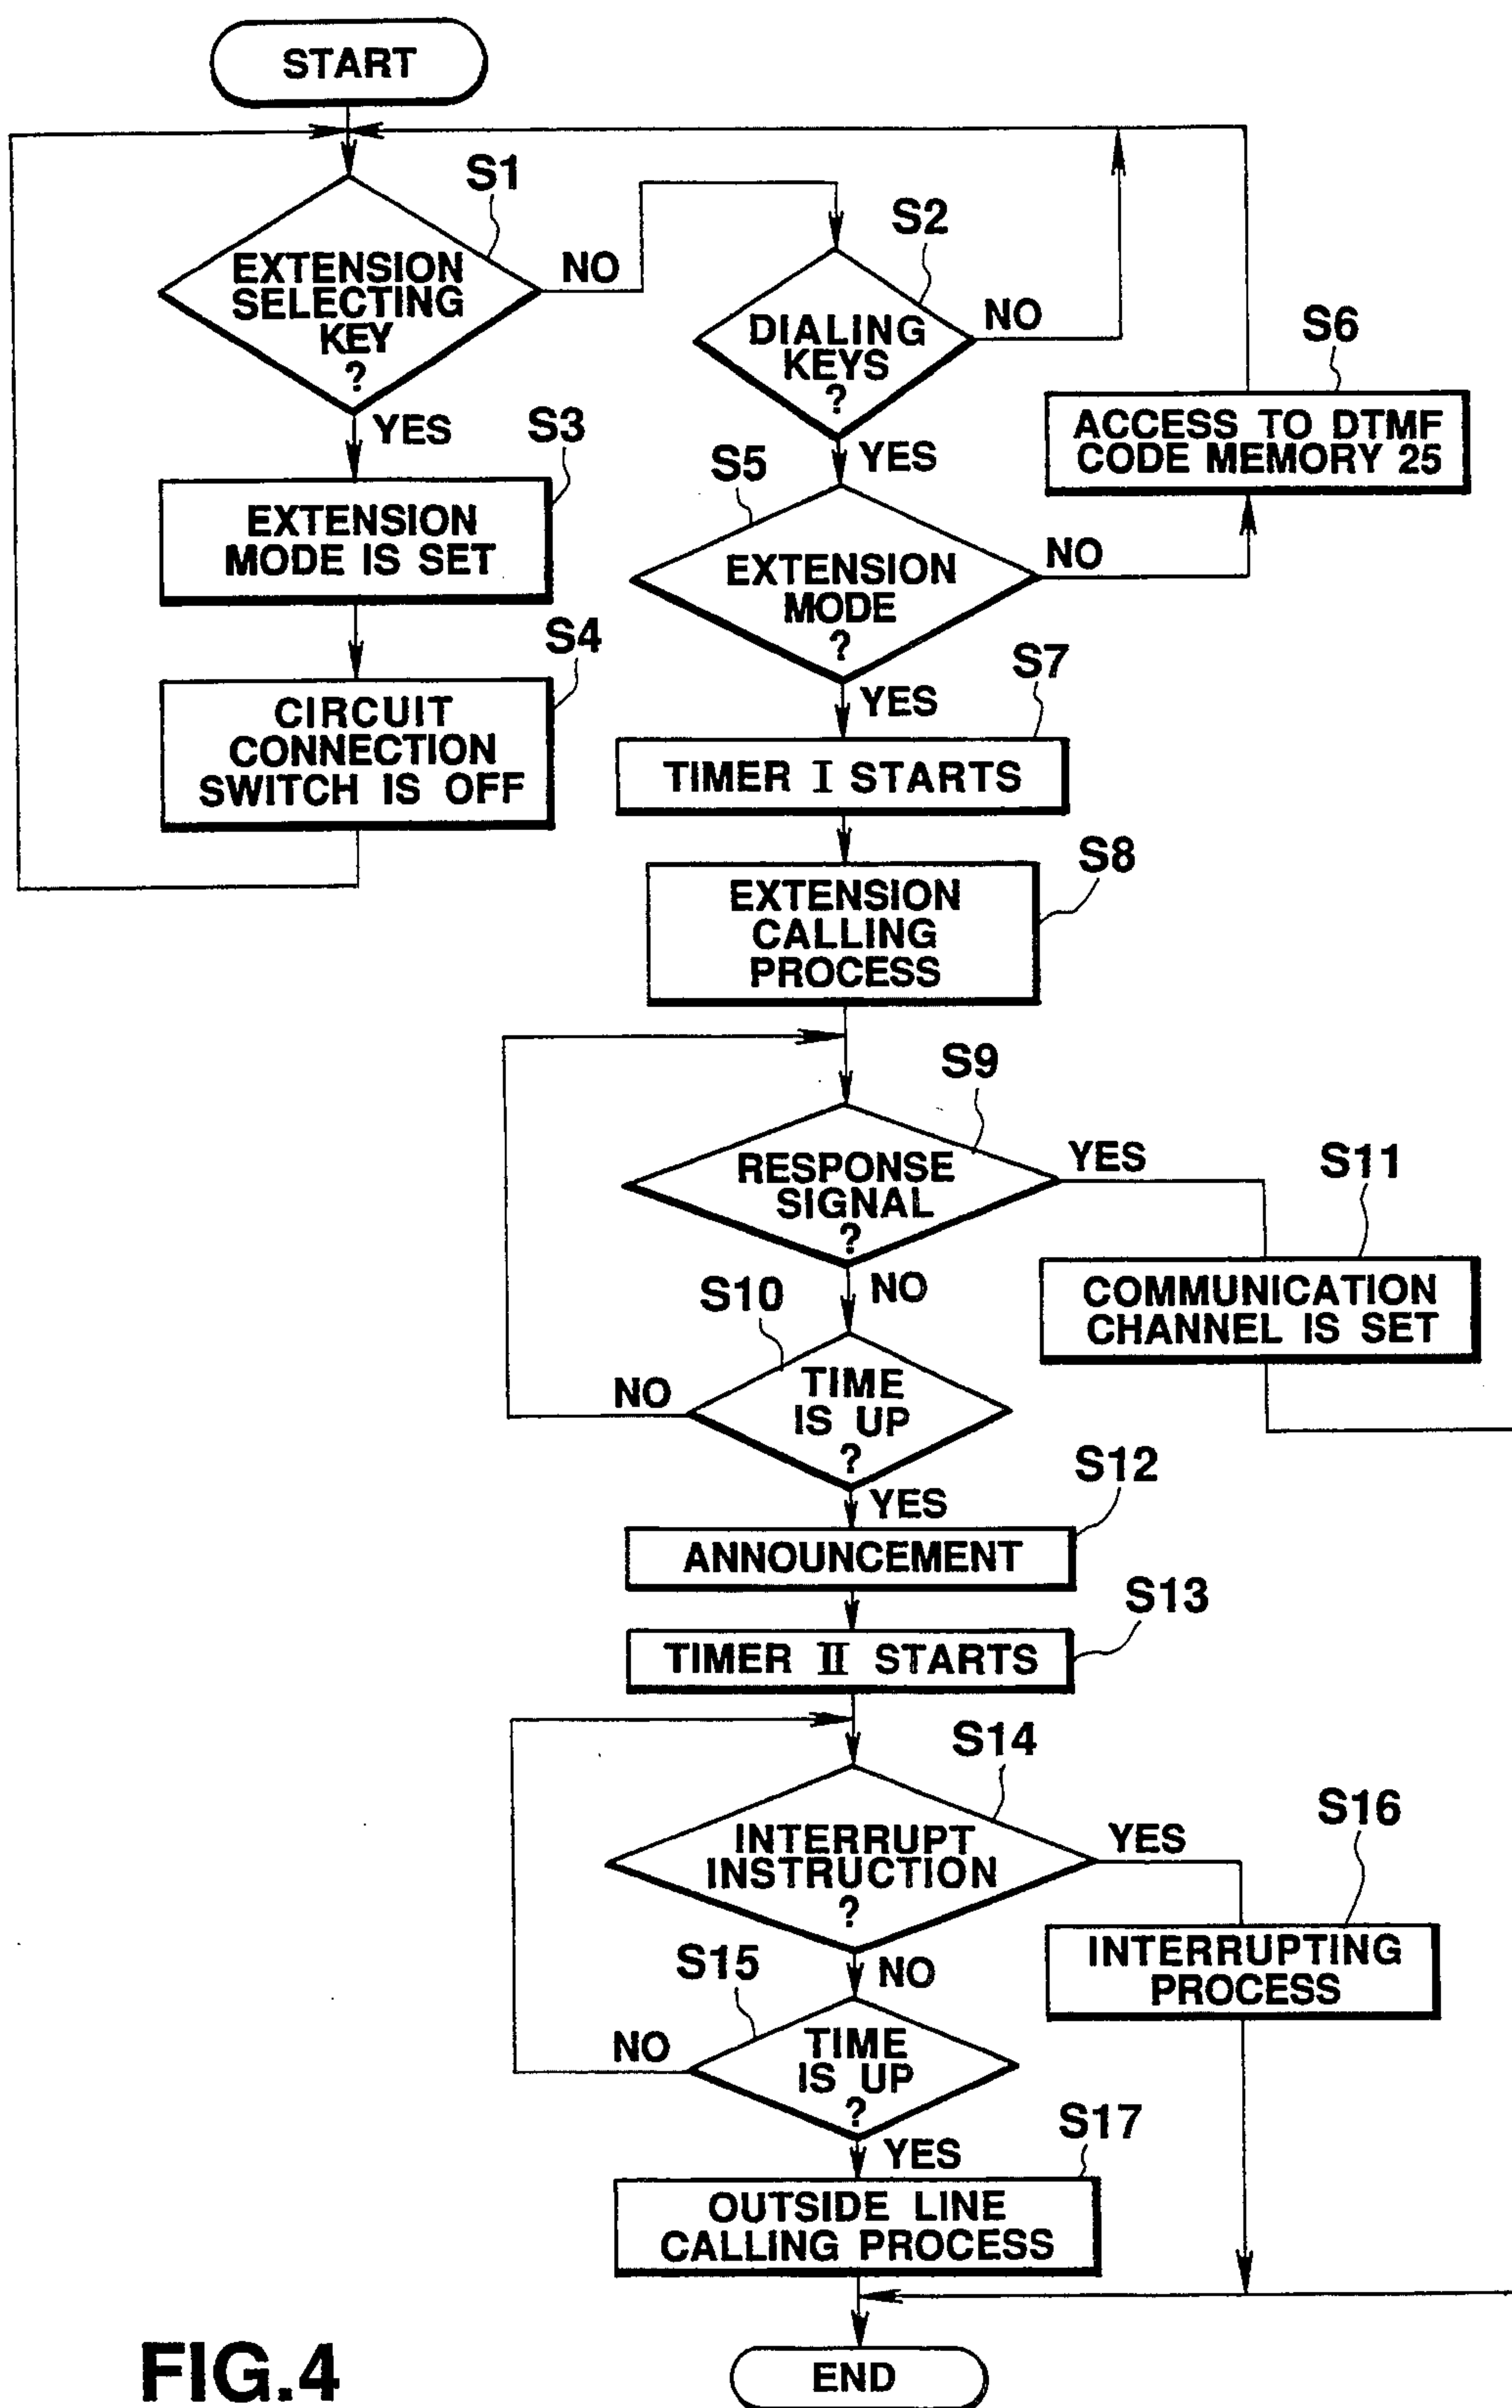 START
S1
EXTENSION
SELECTING
KEY
?
NO
YES
S2
DIALING
KEYS
?
NO
YES
S3
EXTENSION
MODE IS SET
S4
CIRCUIT
CONNECTION
SWITCH IS OFF
S5
EXTENSION
MODE
?
NO
YES
S6
ACCESS TO DTMF
CODE MEMORY 25
S7
TIMER I STARTS
S8
EXTENSION
CALLING
PROCESS
S9
RESPONSE
SIGNAL
?
YES
NO
S11
COMMUNICATION
CHANNEL IS SET
S10
TIME
IS UP
?
NO
YES
S12
ANNOUNCEMENT
S13
TIMER II STARTS
S14
INTERRUPT
INSTRUCTION
?
YES
NO
S16
INTERRUPTING
PROCESS
S15
TIME
IS UP
?
NO
YES
S17
OUTSIDE LINE
CALLING PROCESS
END
FIG.4